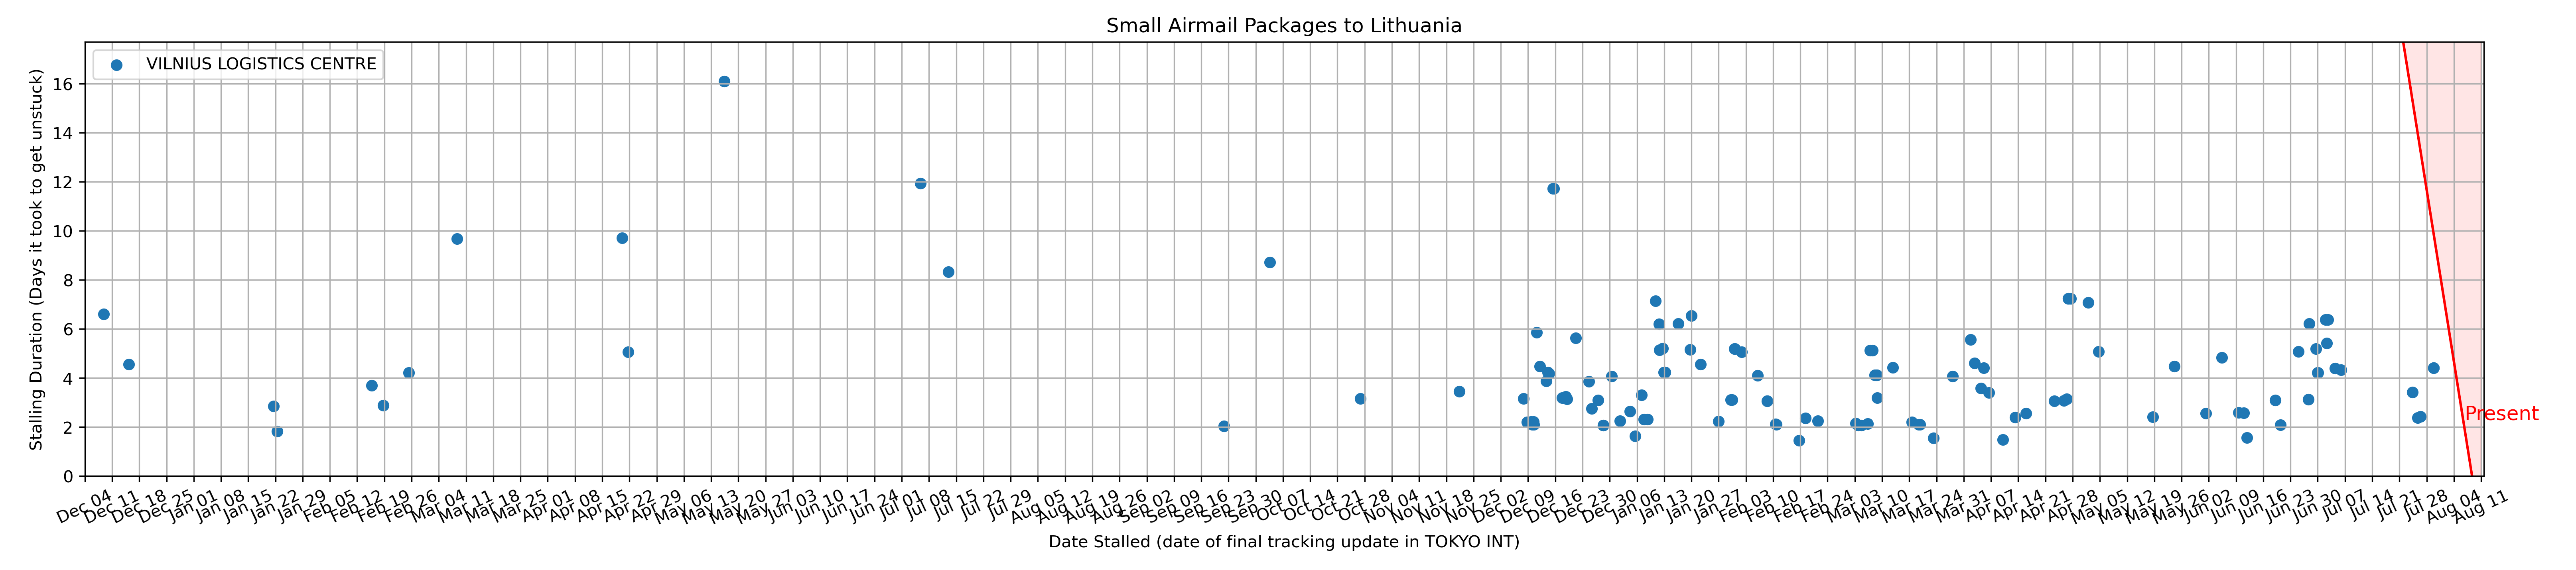 Small Airmail Packages to Lithuania
VILNIUS LOGISTICS CENTRE
Stalling Duration (Days it took to get unstuck)
16
14
12
10
8
6
4
2
0
Present
Dec 04
Dec 11
Dec 18
Dec 25
Jan 01
Jan 08
Jan 15
Jan 22
Jan 29
Feb 05
Feb 12
Feb 19
Feb 26
Mar 04
Mar 11
Mar 18
Mar 25
Apr 01
Apr 08
Apr 15
Apr 22
Apr 29
May 06
May 13
May 20
May 27
Jun 03
Jun 10
Jun 17
Jun 24
Jul 01
Jul 08
Jul 15
Jul 22
Jul 29
Aug 05
Aug 12
Aug 19
Aug 26
Sep 02
Sep 09
Sep 16
Sep 23
Sep 30
Oct 07
Oct 14
Oct 21
Oct 28
Nov 04
Nov 11
Nov 18
Nov 25
Dec 02
Dec 09
Dec 16
Dec 23
Dec 30
Jan 06
Jan 13
Jan 20
Jan 27
Feb 03
Feb 10
Feb 17
Feb 24
Mar 03
Mar 10
Mar 17
Mar 24
Mar 31
Apr 07
Apr 14
Apr 21
Apr 28
May 05
May 12
May 19
May 26
Jun 02
Jun 09
Jun 16
Jun 23
Jun 30
Jul 07
Jul 14
Jul 21
Jul 28
Aug 04
Aug 11
Date Stalled (date of final tracking update in TOKYO INT)